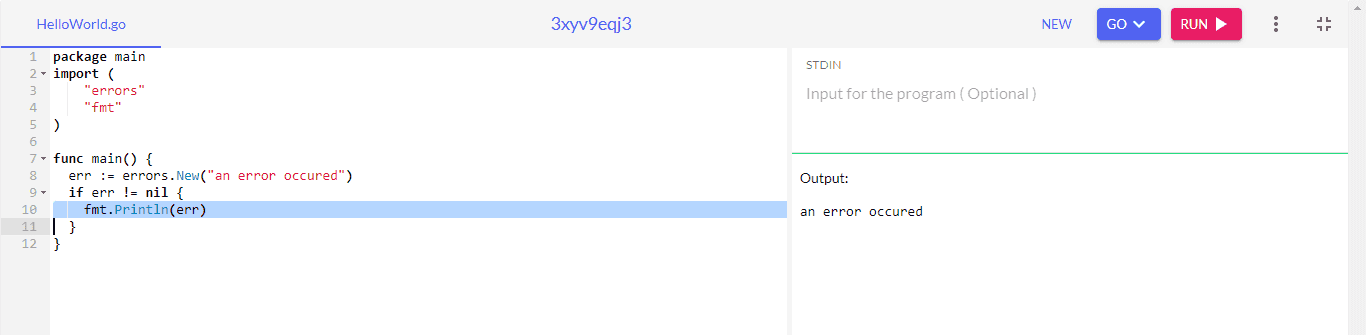 HelloWorld.go
3xyv9eqj3
NEW
GO
RUN
1 package main
2 import (
3 "errors"
4 "fmt"
5 )
6
7 func main() {
8 err := errors.New("an error occured")
9 if err != nil {
10 fmt.Println(err)
11 }
12 }
STDIN
Input for the program ( Optional )
Output:
an error occured